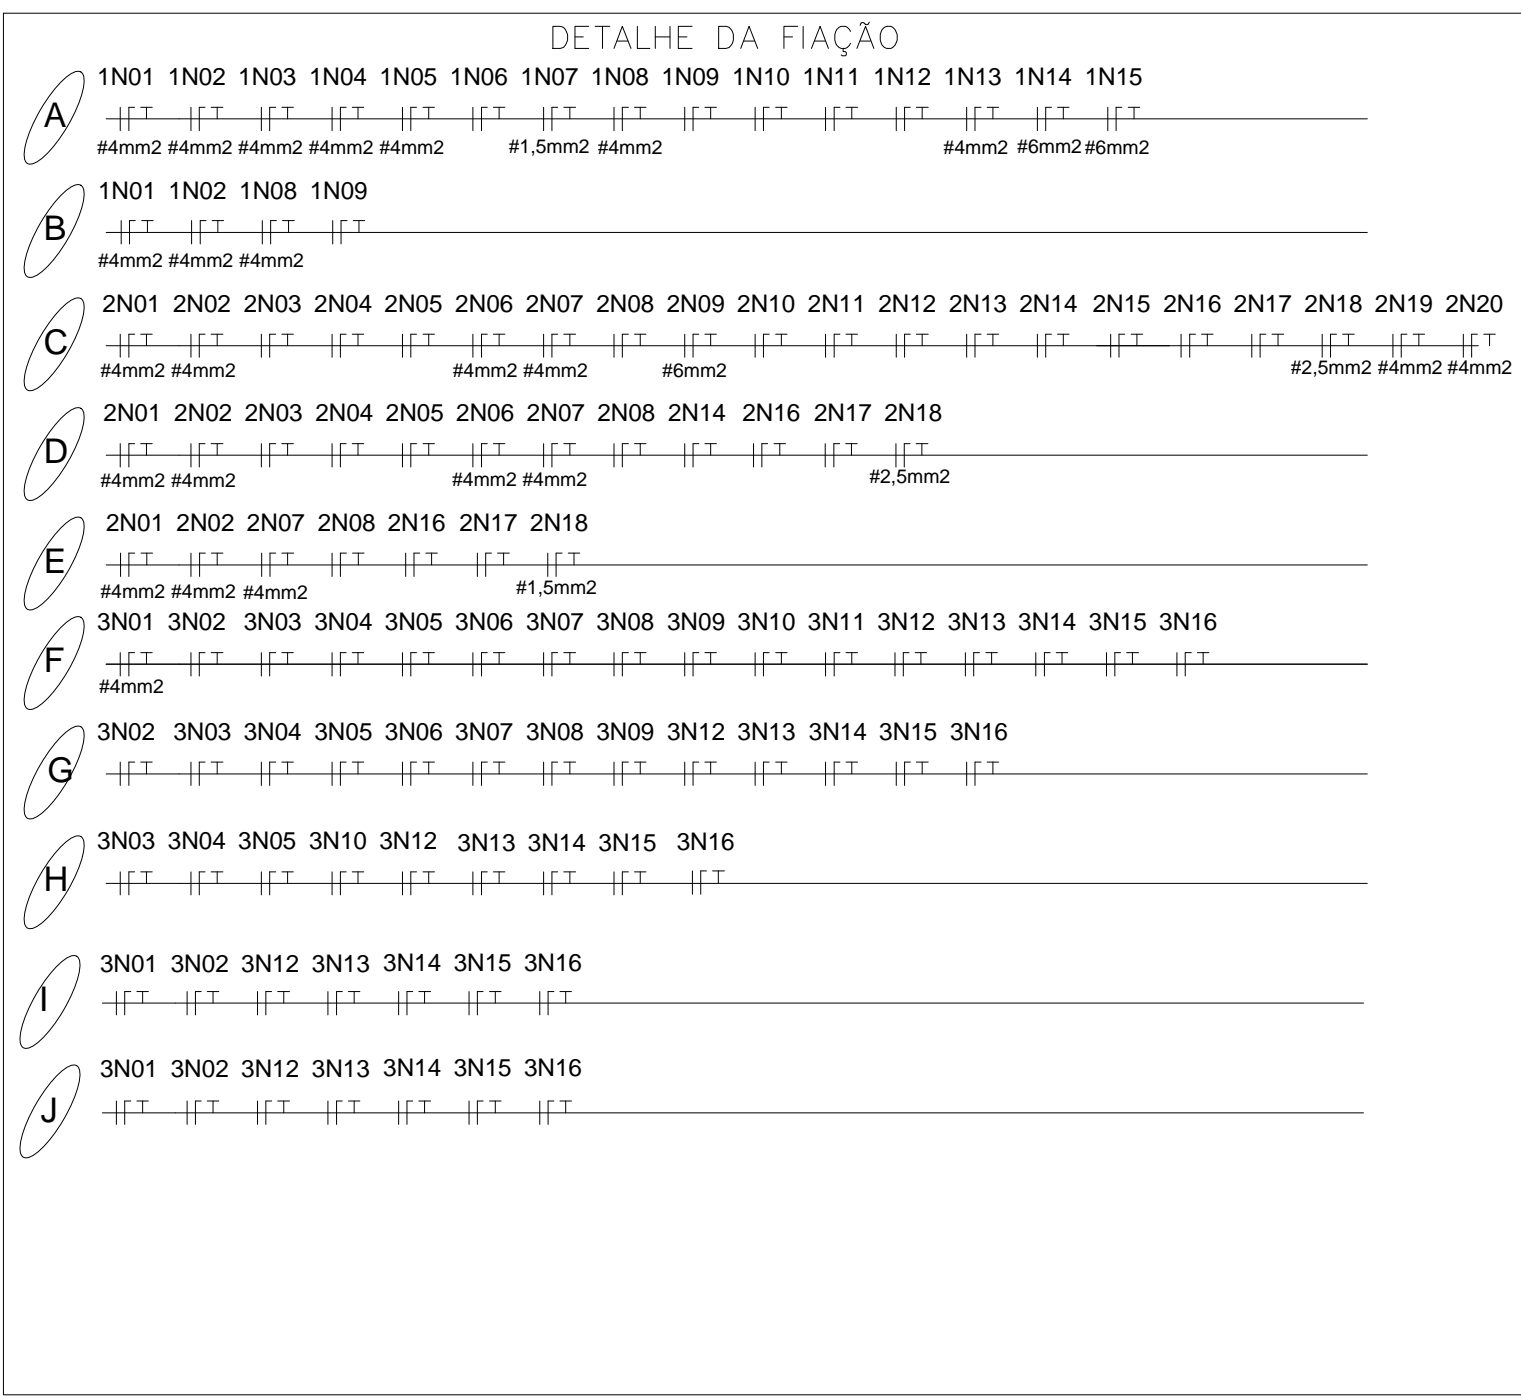 DETALHE DA FIAÇÃO
1N01 1N02 1N03 1N04 1N05 1N06 1N07 1N08 1N09 1N10 1N11 1N12 1N13 1N14 1N15
A
#4mm2 #4mm2 #4mm2 #4mm2 #4mm2 #1,5mm2 #4mm2 #4mm2 #6mm2 #6mm2
1N01 1N02 1N08 1N09
B
#4mm2 #4mm2 #4mm2
2N01 2N02 2N03 2N04 2N05 2N06 2N07 2N08 2N09 2N10 2N11 2N12 2N13 2N14 2N15 2N16 2N17 2N18 2N19 2N20
C
#4mm2 #4mm2 #4mm2 #4mm2 #6mm2 #2,5mm2 #4mm2 #4mm2
2N01 2N02 2N03 2N04 2N05 2N06 2N07 2N08 2N14 2N16 2N17 2N18
D
#4mm2 #4mm2 #4mm2 #4mm2 #2,5mm2
2N01 2N02 2N07 2N08 2N16 2N17 2N18
E
#4mm2 #4mm2 #4mm2 #1,5mm2
3N01 3N02 3N03 3N04 3N05 3N06 3N07 3N08 3N09 3N10 3N11 3N12 3N13 3N14 3N15 3N16
F
#4mm2
3N02 3N03 3N04 3N05 3N06 3N07 3N08 3N09 3N12 3N13 3N14 3N15 3N16
G
3N03 3N04 3N05 3N10 3N12 3N13 3N14 3N15 3N16
H
3N01 3N02 3N12 3N13 3N14 3N15 3N16
I
3N01 3N02 3N12 3N13 3N14 3N15 3N16
J